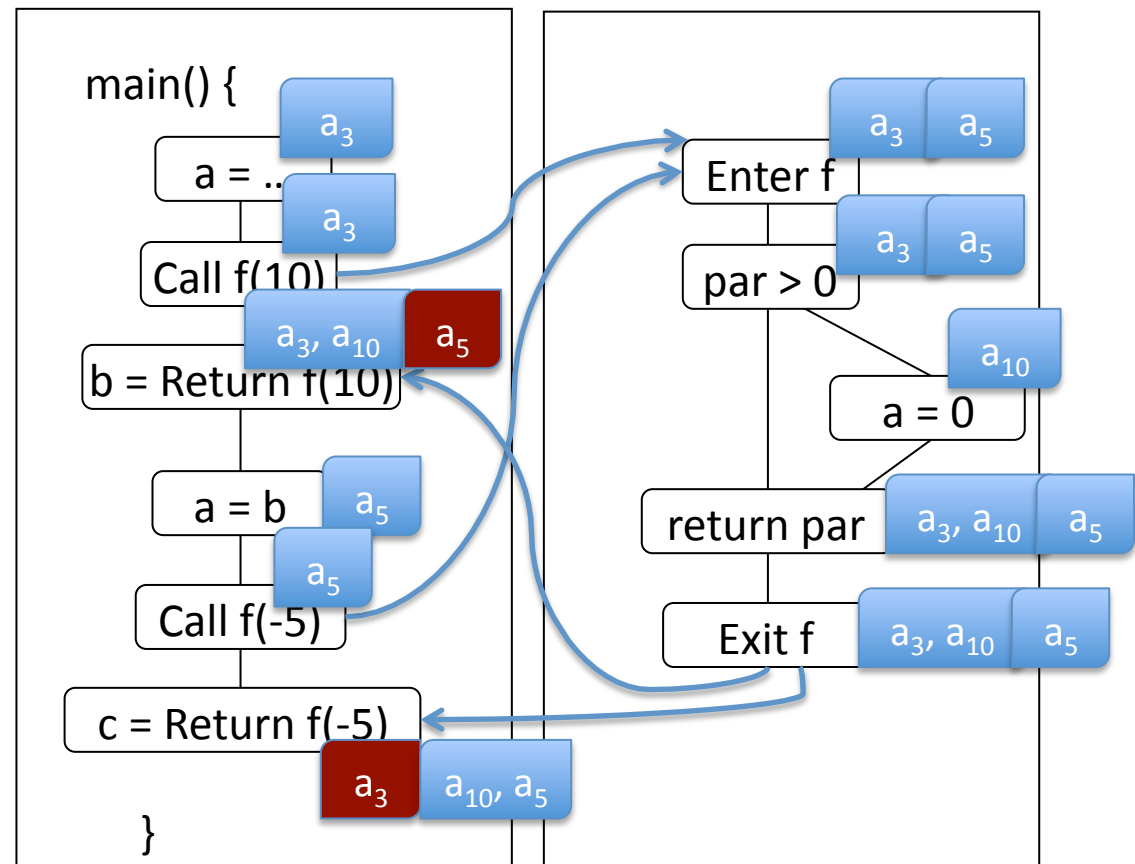 main() {
a₃
a = ..
a₃
Call f(10)
a₃, a₁₀ a₅
b = Return f(10)
a = b a₅
a₅
Call f(-5)
c = Return f(-5)
a₃ a₁₀, a₅
}
a₃ a₅
Enter f
a₃ a₅
par > 0
a₁₀
a = 0
return par a₃, a₁₀ a₅
Exit f a₃, a₁₀ a₅